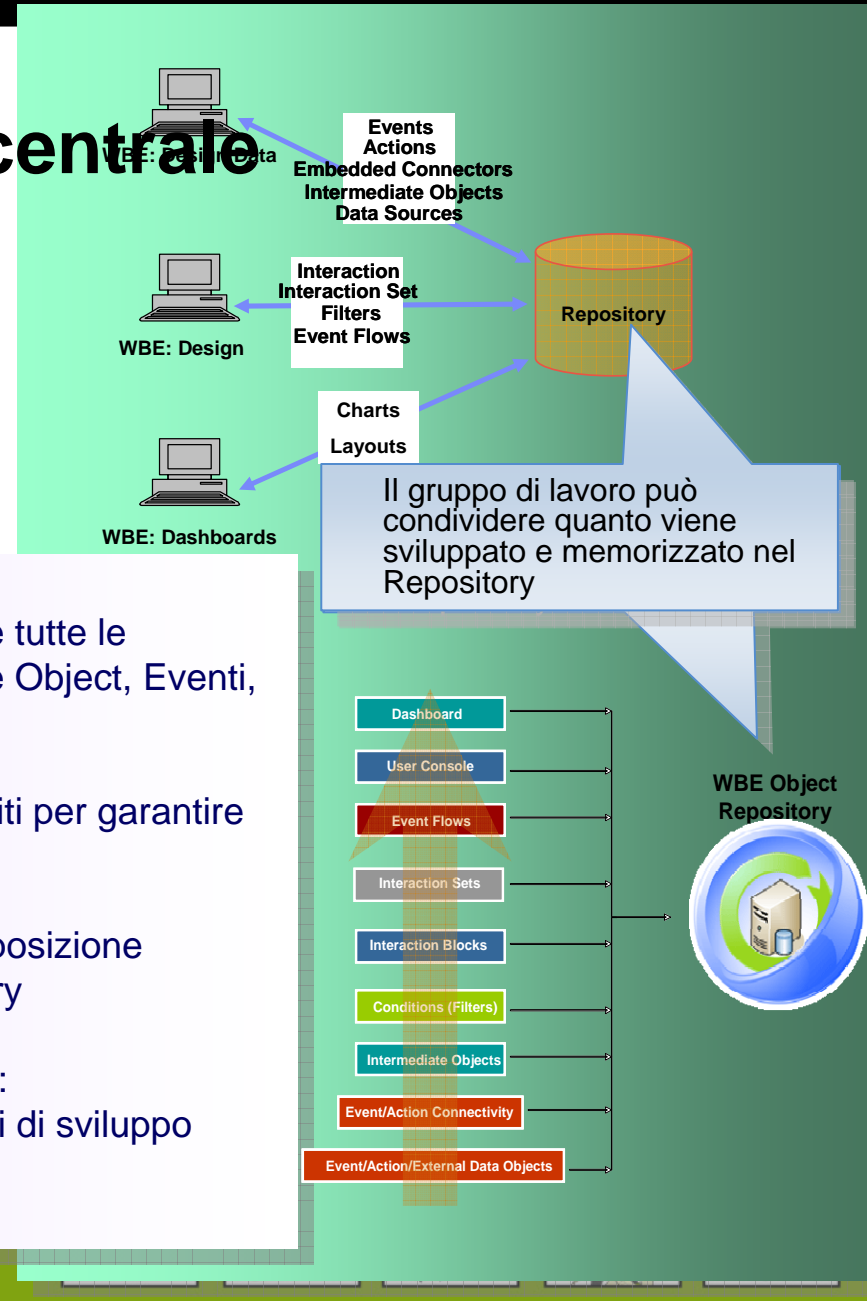 centrale
WBE: Design Data
Events
Actions
Embedded Connectors
Intermediate Objects
Data Sources
Interaction
Interaction Set
Filters
Event Flows
Repository
WBE: Design
Charts
Layouts
WBE: Dashboards
Il gruppo di lavoro può
condividere quanto viene
sviluppato e memorizzato nel
Repository
e tutte le
e Object, Eventi,
iti per garantire
posizione
ry
:
i di sviluppo
Dashboard
User Console
Event Flows
Interaction Sets
Interaction Blocks
Conditions (Filters)
Intermediate Objects
Event/Action Connectivity
Event/Action/External Data Objects
WBE Object
Repository